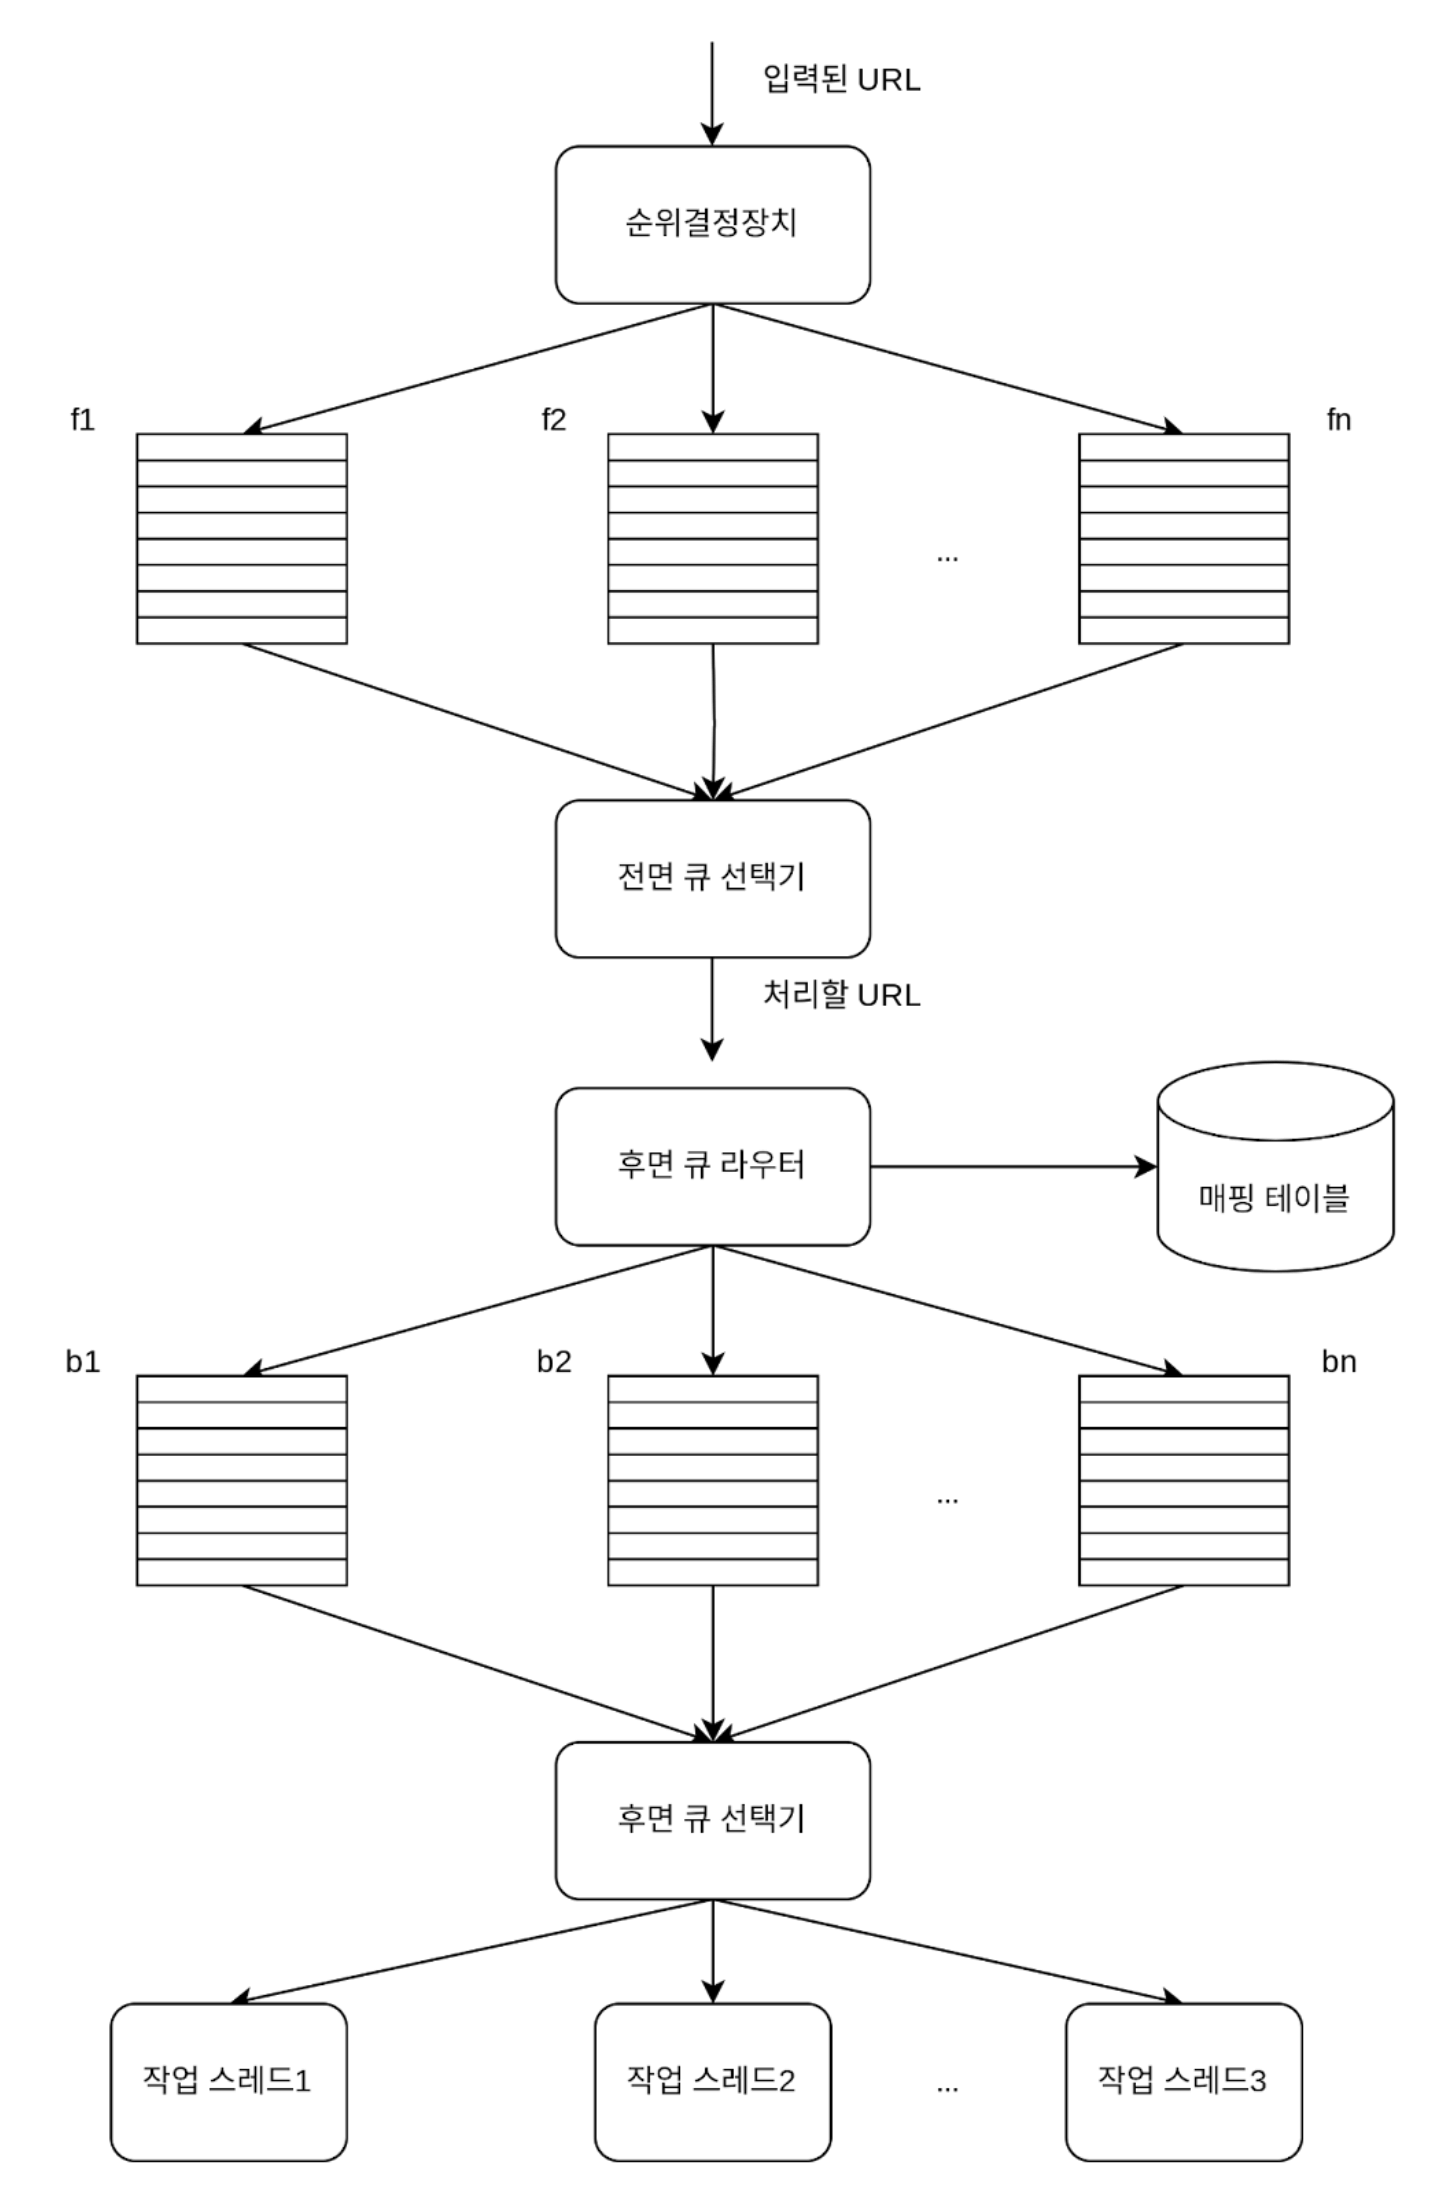 입력된 URL
순위결정장치
f1
f2
fn
...
전면 큐 선택기
처리할 URL
후면 큐 라우터
매핑 테이블
b1
b2
bn
...
후면 큐 선택기
작업 스레드1
작업 스레드2
...
작업 스레드3